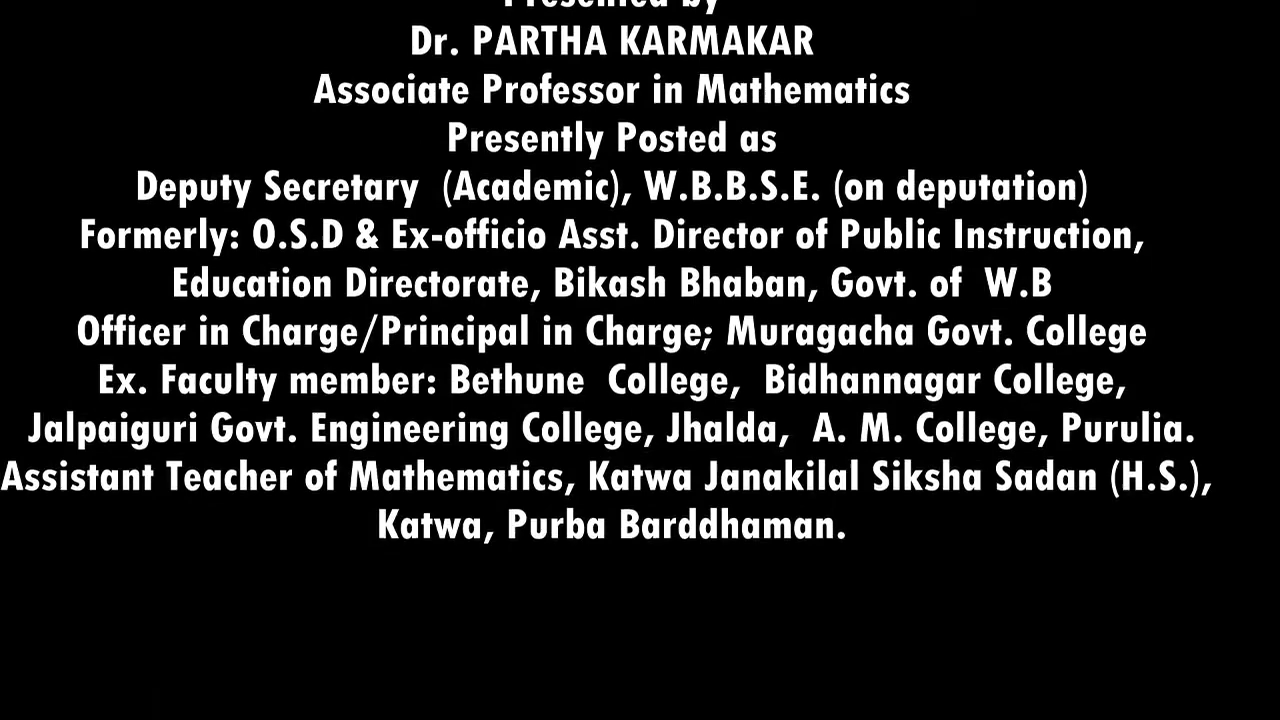 Presented by
Dr. PARTHA KARMAKAR
Associate Professor in Mathematics
Presently Posted as
Deputy Secretary (Academic), W.B.B.S.E. (on deputation)
Formerly: O.S.D & Ex-officio Asst. Director of Public Instruction,
Education Directorate, Bikash Bhaban, Govt. of W.B
Officer in Charge/Principal in Charge; Muragacha Govt. College
Ex. Faculty member: Bethune College, Bidhannagar College,
Jalpaiguri Govt. Engineering College, Jhalda, A. M. College, Purulia.
Assistant Teacher of Mathematics, Katwa Janakilal Siksha Sadan (H.S.),
Katwa, Purba Barddhaman.